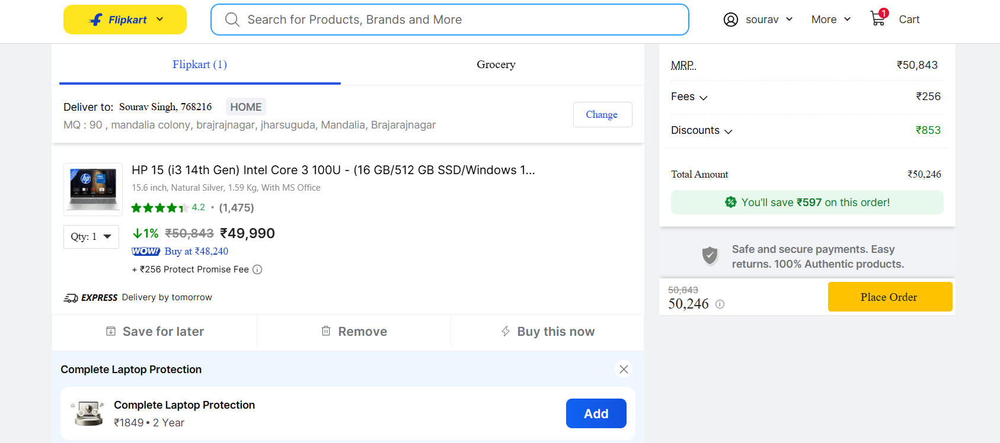 Flipkart
Search for Products, Brands and More
sourav
More
1
Cart
Flipkart (1)
Grocery
Deliver to: Sourav Singh, 768216 HOME
MQ : 90 , mandalia colony, brajrajnagar, jharsuguda, Mandalia, Brajarajnagar
Change
HP 15 (i3 14th Gen) Intel Core 3 100U - (16 GB/512 GB SSD/Windows 1...
15.6 inch, Natural Silver, 1.59 Kg, With MS Office
4.2 • (1,475)
Qty: 1
1% ₹50,843 ₹49,990
WOW! Buy at ₹48,240
+ ₹256 Protect Promise Fee
EXPRESS Delivery by tomorrow
Save for later
Remove
Buy this now
Complete Laptop Protection
Complete Laptop Protection
₹1849 • 2 Year
Add
MRP ₹50,843
Fees ₹256
Discounts ₹853
Total Amount ₹50,246
You'll save ₹597 on this order!
Safe and secure payments. Easy
returns. 100% Authentic products.
50,843
50,246
Place Order